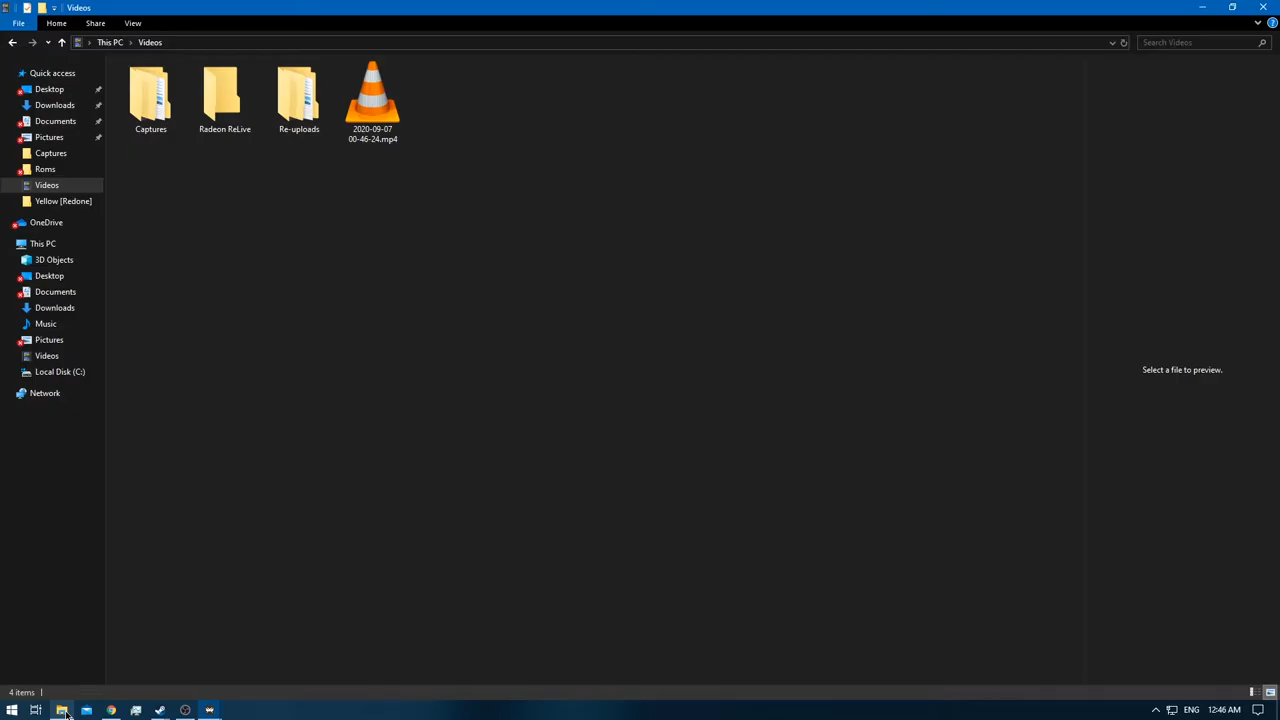 Videos
File Home Share View
This PC Videos Search Videos
Quick access
Desktop
Downloads
Documents
Pictures
Captures
Roms
Videos
Yellow [Redone]
OneDrive
This PC
3D Objects
Desktop
Documents
Downloads
Music
Pictures
Videos
Local Disk (C:)
Network
Captures
Radeon ReLive
Re-uploads
2020-09-07
00-46-24.mp4
Select a file to preview.
4 items
ENG 12:46 AM